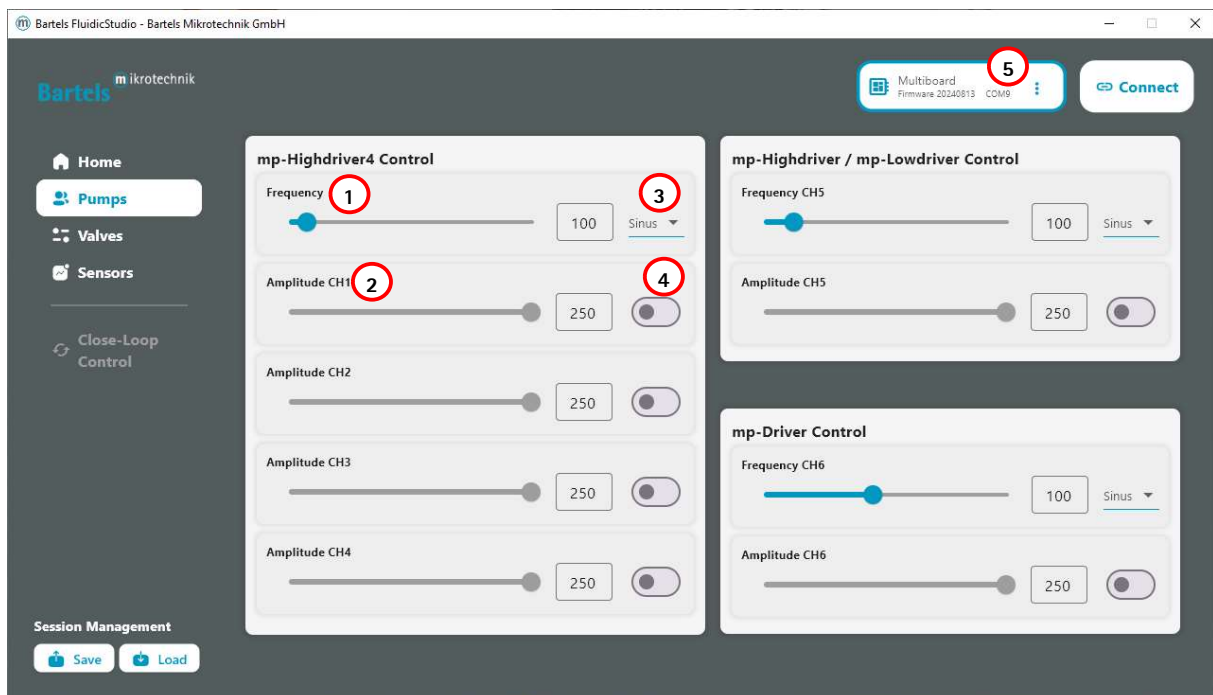 Bartels FluidicStudio - Bartels Mikrotechnik GmbH
Bartels mikrotechnik
Multiboard
Firmware 20240813 COM9
5
Connect
Home
Pumps
Valves
Sensors
Close-Loop
Control
Session Management
Save Load
mp-Highdriver4 Control
Frequency 1
3
100 Sinus
Amplitude CH1 2
4
250
Amplitude CH2
250
Amplitude CH3
250
Amplitude CH4
250
mp-Highdriver / mp-Lowdriver Control
Frequency CH5
100 Sinus
Amplitude CH5
250
mp-Driver Control
Frequency CH6
100 Sinus
Amplitude CH6
250